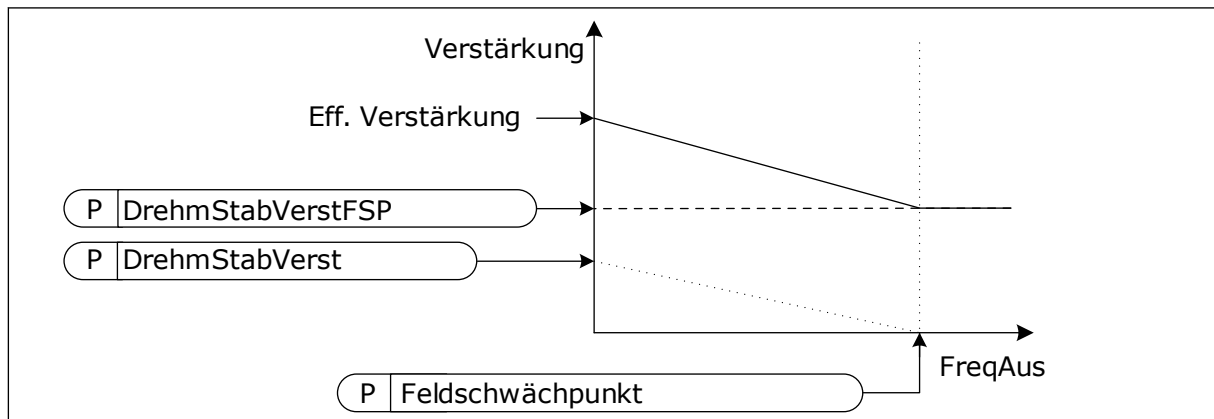 Verstärkung
Eff. Verstärkung
P DrehmStabVerstFSP
P DrehmStabVerst
FreqAus
P Feldschwächpunkt